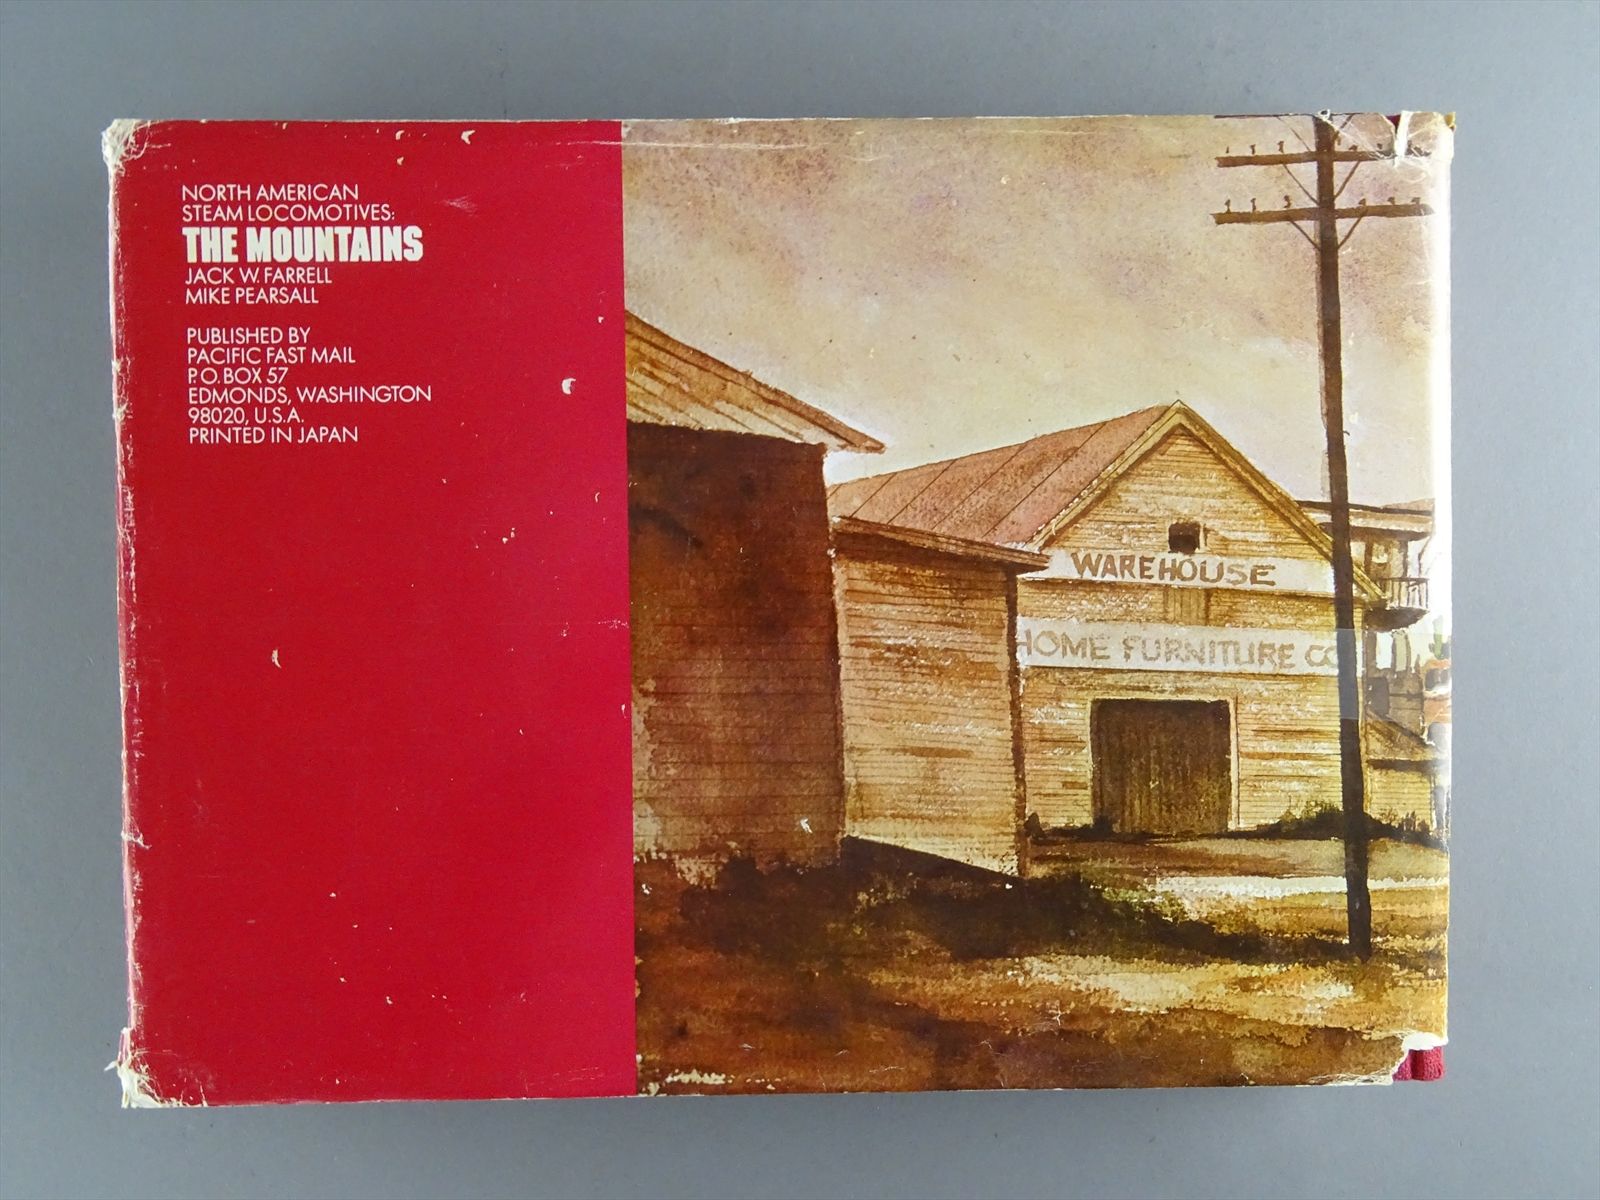 NORTH AMERICAN
STEAM LOCOMOTIVES:
THE MOUNTAINS
JACK W. FARRELL
MIKE PEARSALL
PUBLISHED BY
PACIFIC FAST MAIL
P.O. BOX 57
EDMONDS, WASHINGTON
98020, U.S.A.
PRINTED IN JAPAN
WAREHOUSE
HOME FURNITURE CO